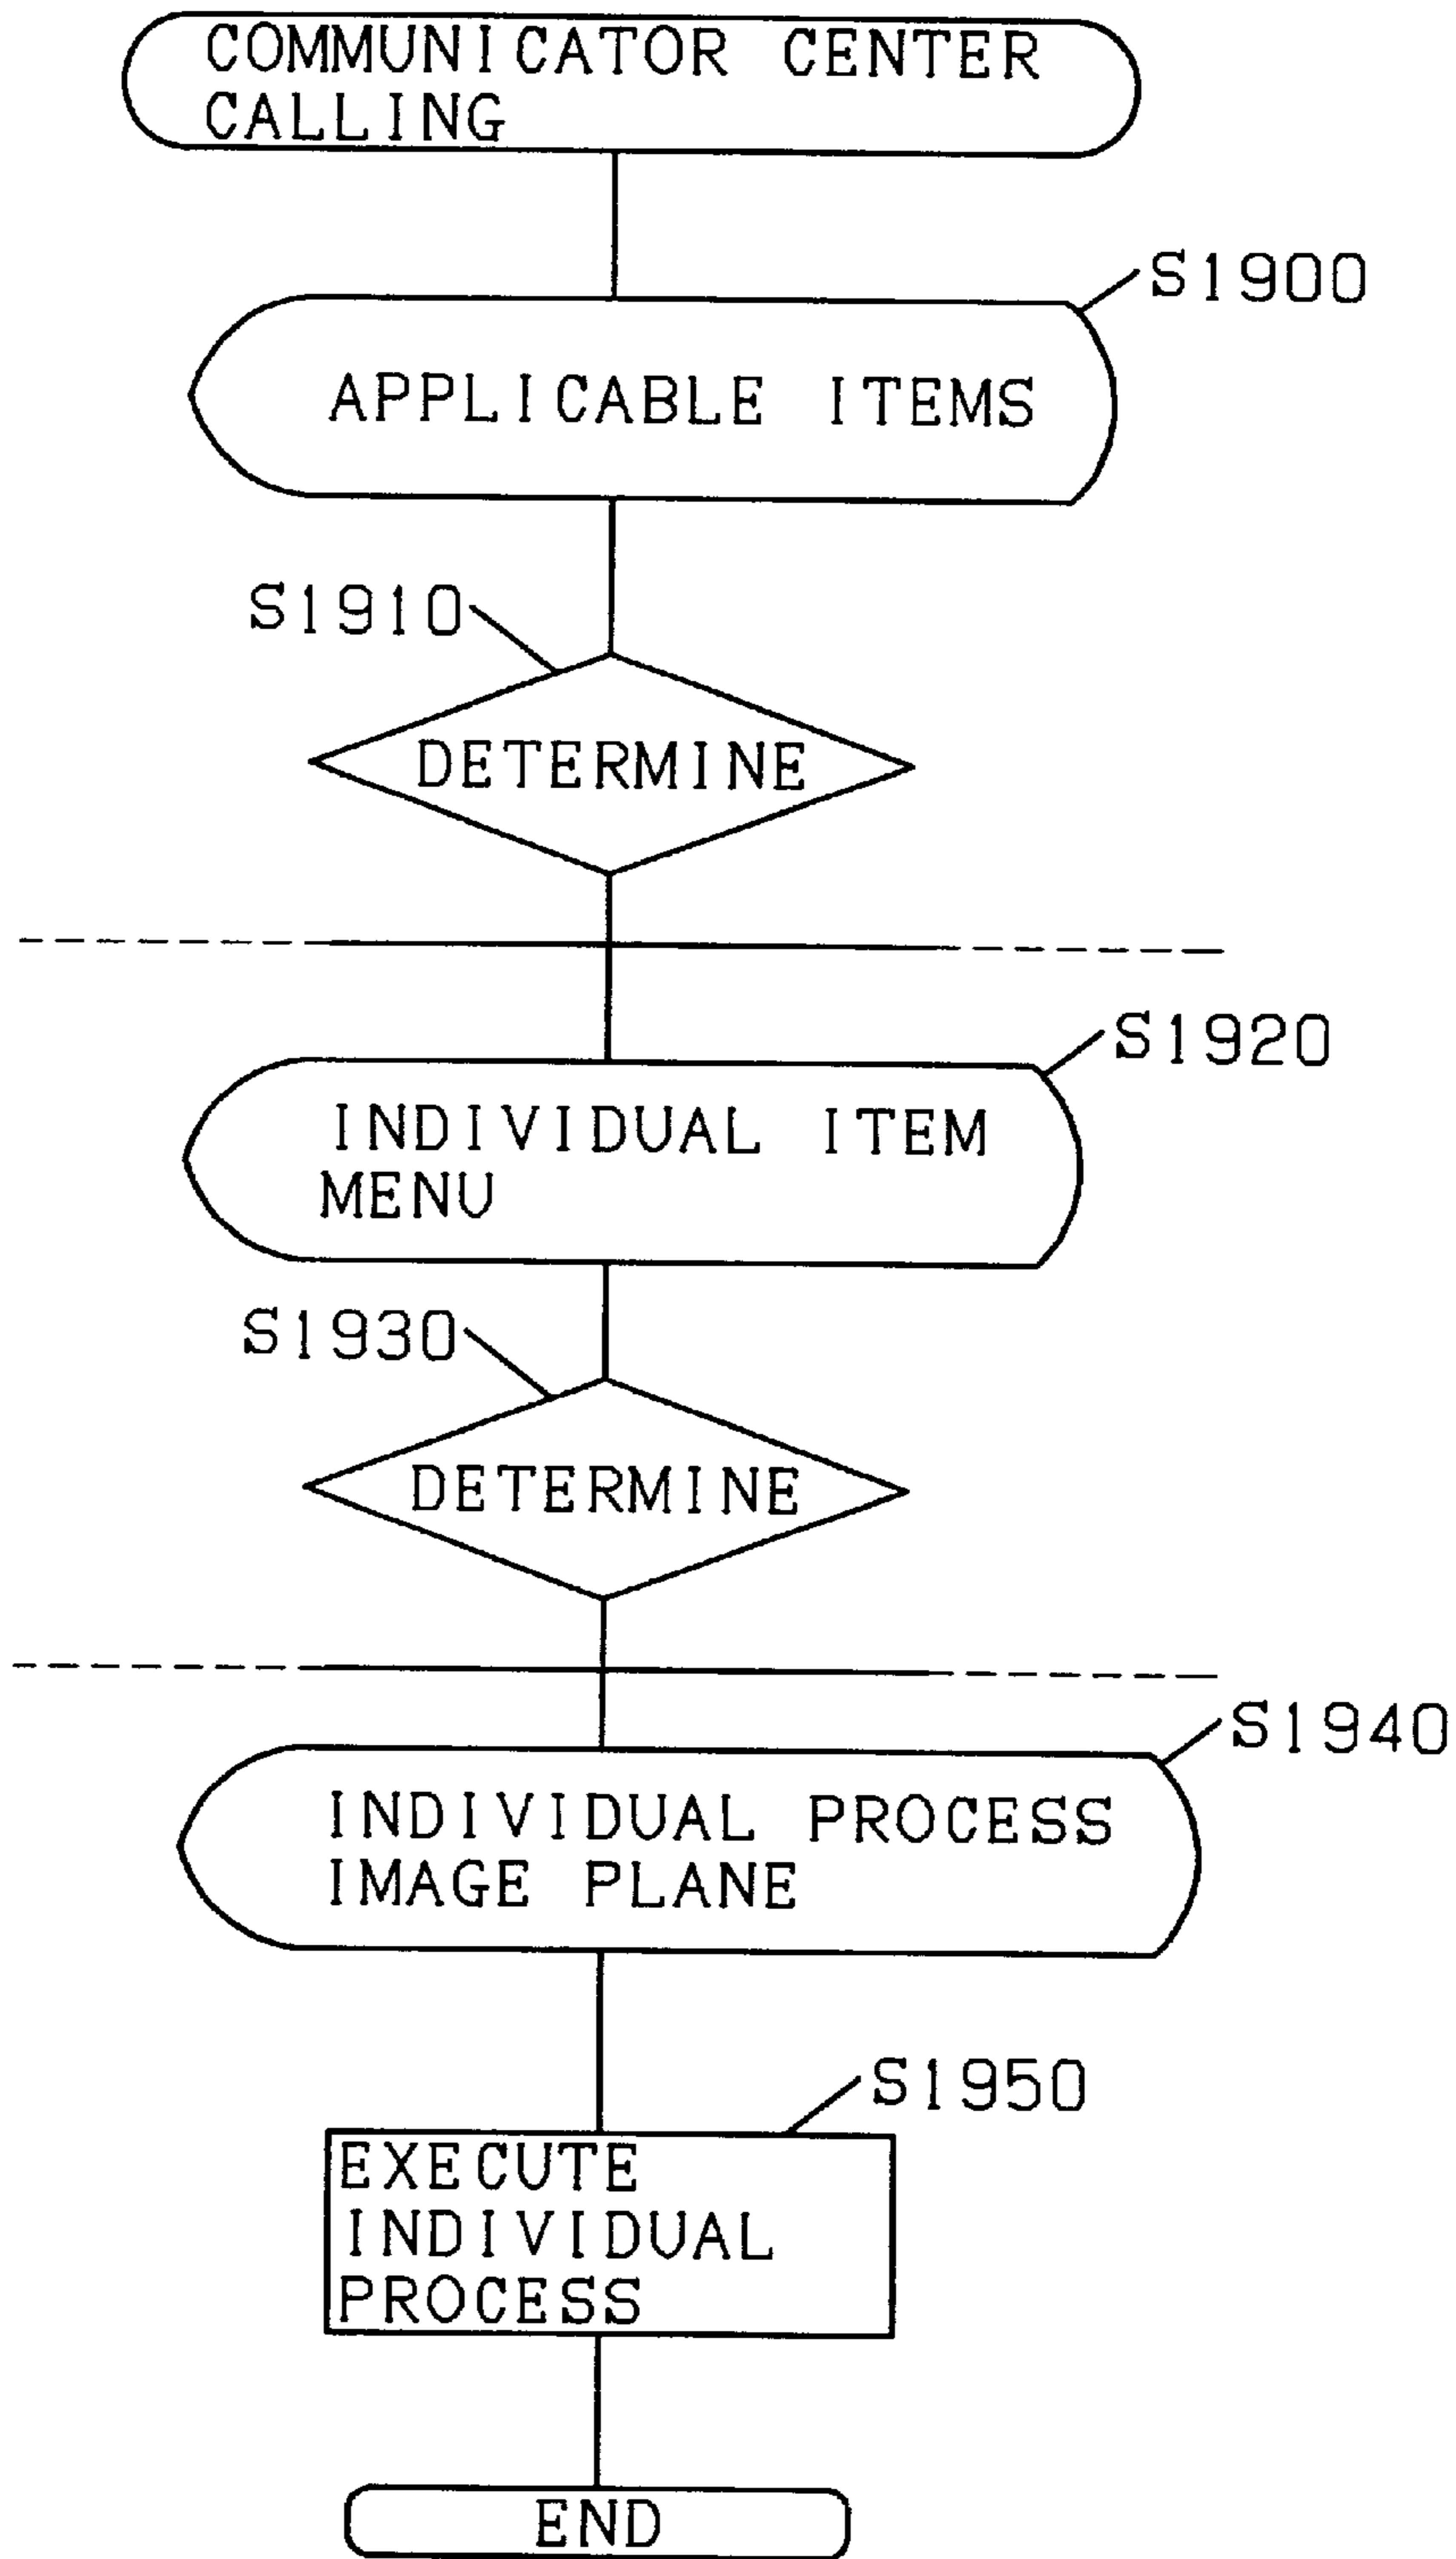 COMMUNICATOR CENTER
CALLING
S1900
APPLICABLE ITEMS
S1910
DETERMINE
S1920
INDIVIDUAL ITEM
MENU
S1930
DETERMINE
S1940
INDIVIDUAL PROCESS
IMAGE PLANE
S1950
EXECUTE
INDIVIDUAL
PROCESS
END